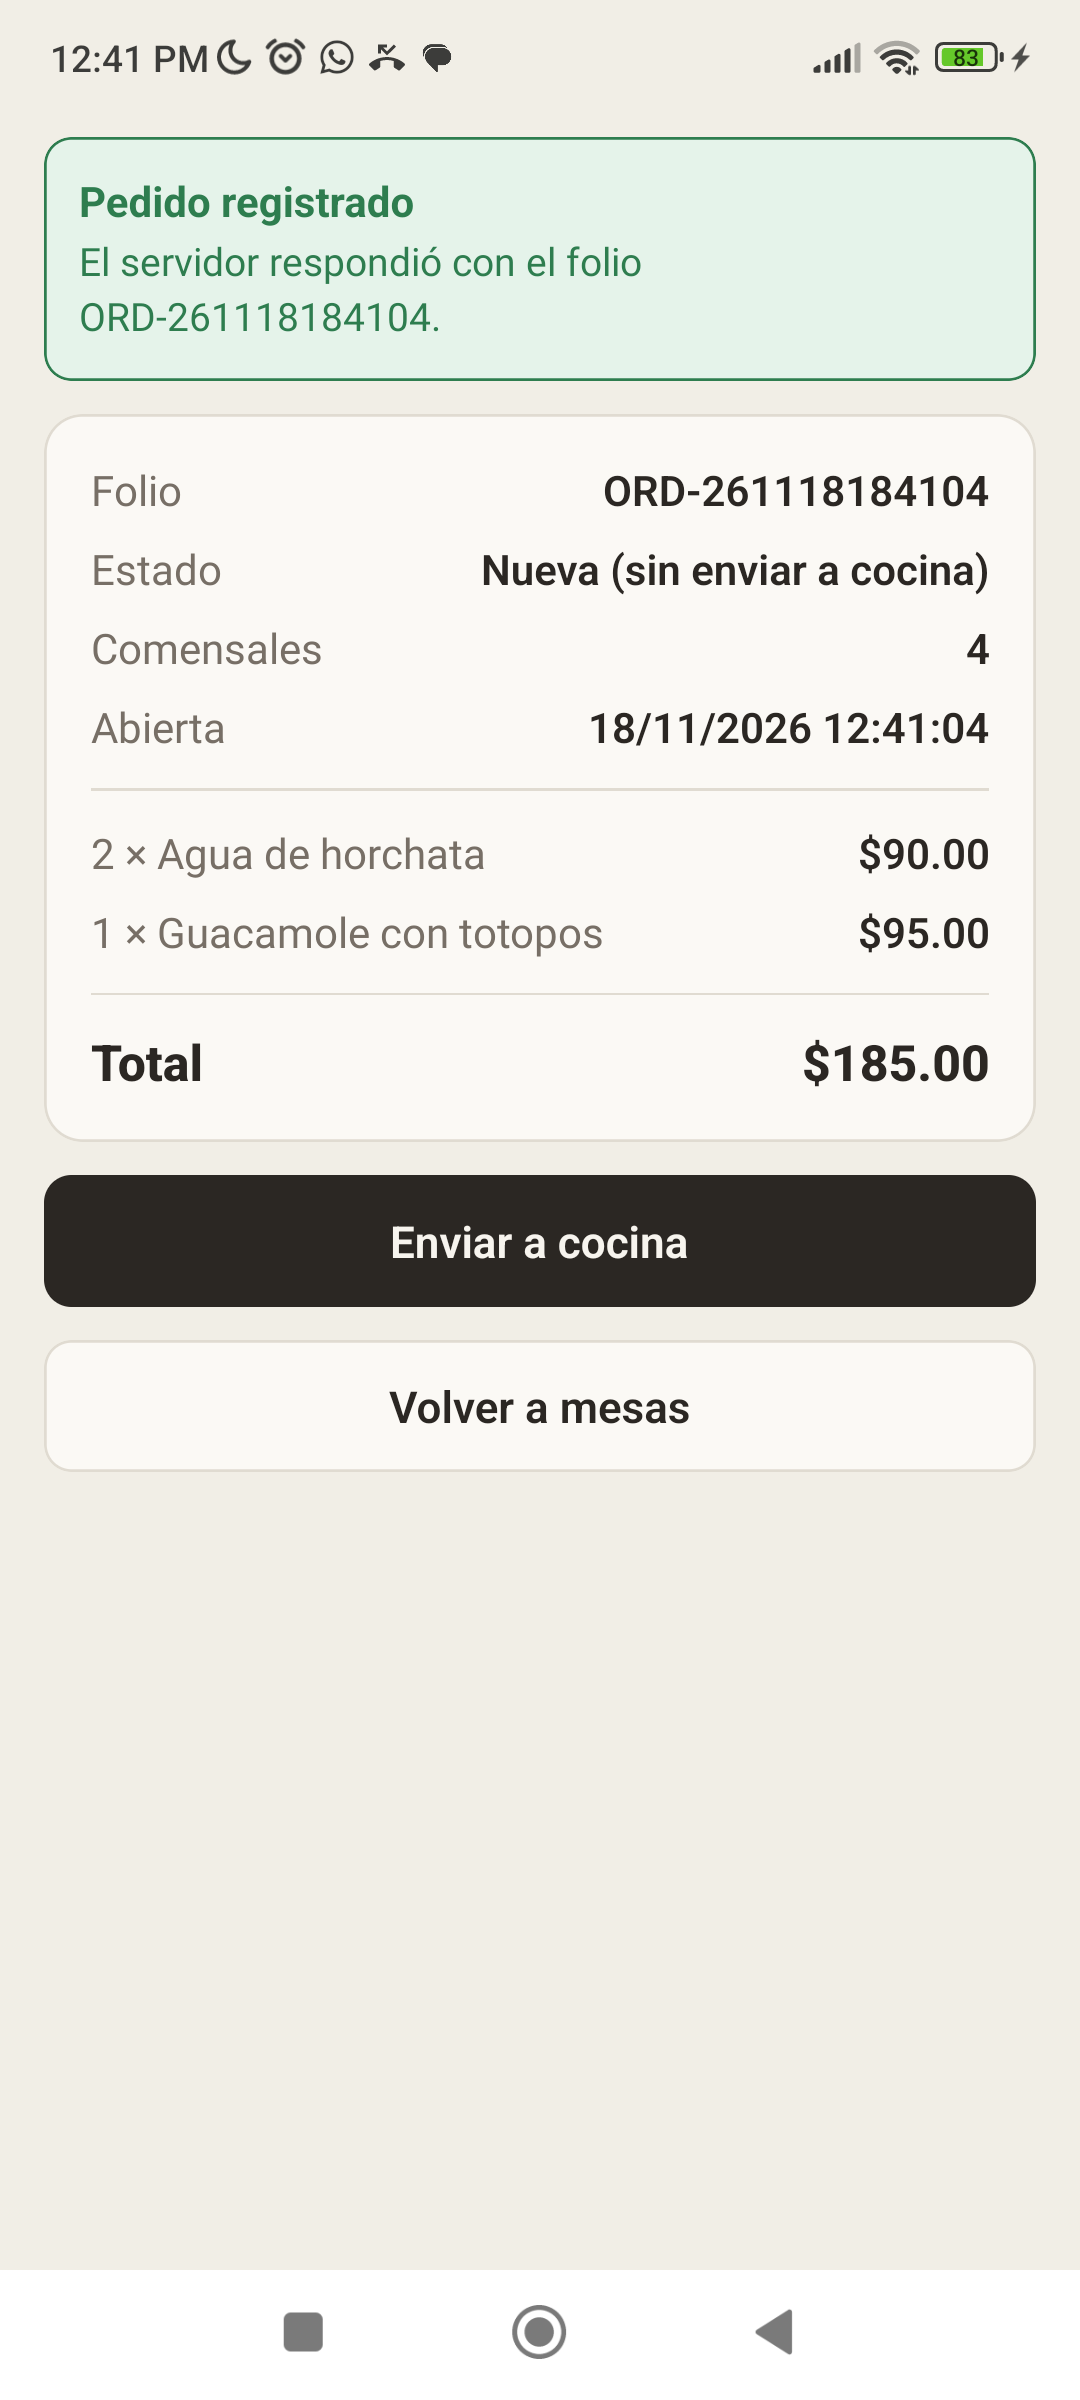 12:41 PM
83
Pedido registrado
El servidor respondió con el folio
ORD-261118184104.
Folio ORD-261118184104
Estado Nueva (sin enviar a cocina)
Comensales 4
Abierta 18/11/2026 12:41:04
2 × Agua de horchata $90.00
1 × Guacamole con totopos $95.00
Total $185.00
Enviar a cocina
Volver a mesas